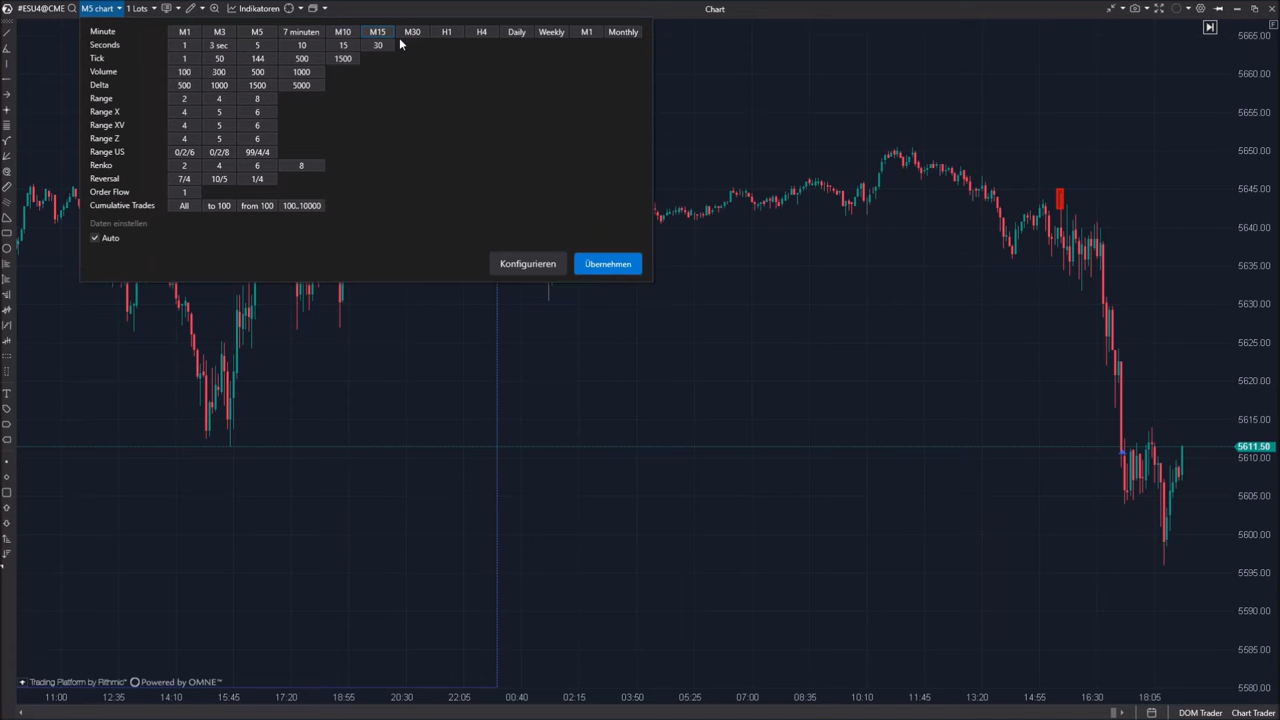 #ESU4@CME M5 chart 1 Lots Indikatoren Chart
Minute M1 M3 M5 7 minuten M10 M15 M30 H1 H4 Daily Weekly M1 Monthly
Seconds 1 3 sec 5 10 15 30
Tick 1 50 144 500 1500
Volume 100 300 500 1000
Delta 500 1000 1500 5000
Range 2 4 8
Range X 4 5 6
Range XV 4 5 6
Range Z 4 5 6
Range US 0/2/6 0/2/8 99/4/4
Renko 2 4 6 8
Reversal 7/4 10/5 1/4
Order Flow 1
Cumulative Trades All to 100 from 100 100..10000
Daten einstellen
Auto
Konfigurieren Übernehmen
5665.00
5660.00
5655.00
5650.00
5645.00
5640.00
5635.00
5630.00
5625.00
5620.00
5615.00
5611.50
5610.00
5605.00
5600.00
5595.00
5590.00
5585.00
5580.00
Trading Platform by Rithmic™ Powered by OMNE™
11:00 12:35 14:10 15:45 17:20 18:55 20:30 22:05 00:40 02:15 03:50 05:25 07:00 08:35 10:10 11:45 13:20 14:55 16:30 18:05
DOM Trader Chart Trader